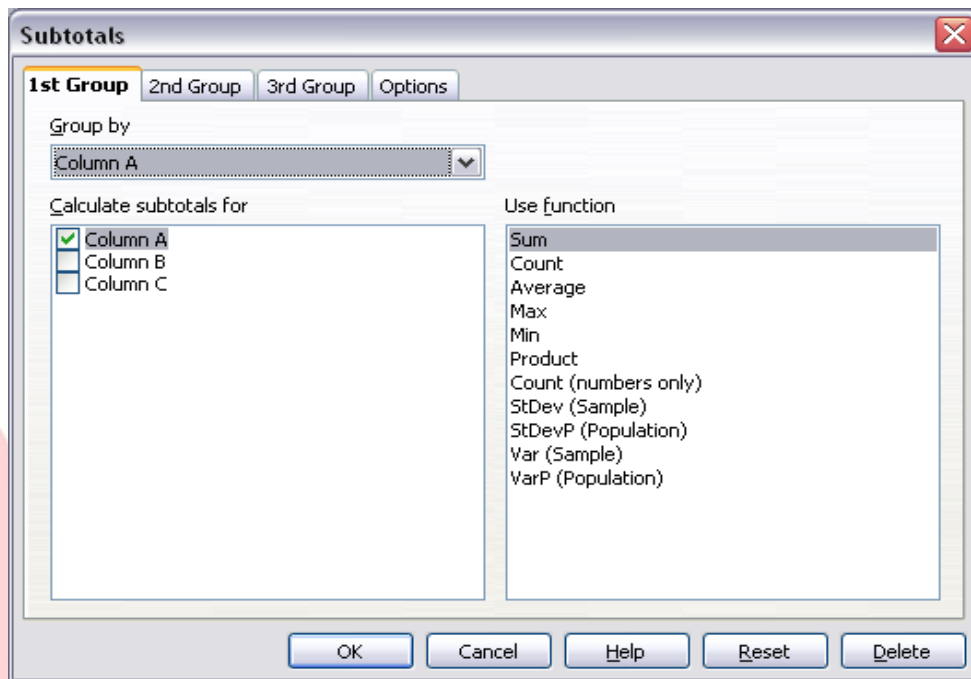 Subtotals
1st Group 2nd Group 3rd Group Options
Group by
Column A
Calculate subtotals for
Column A
Column B
Column C
Use function
Sum
Count
Average
Max
Min
Product
Count (numbers only)
StDev (Sample)
StDevP (Population)
Var (Sample)
VarP (Population)
OK Cancel Help Reset Delete